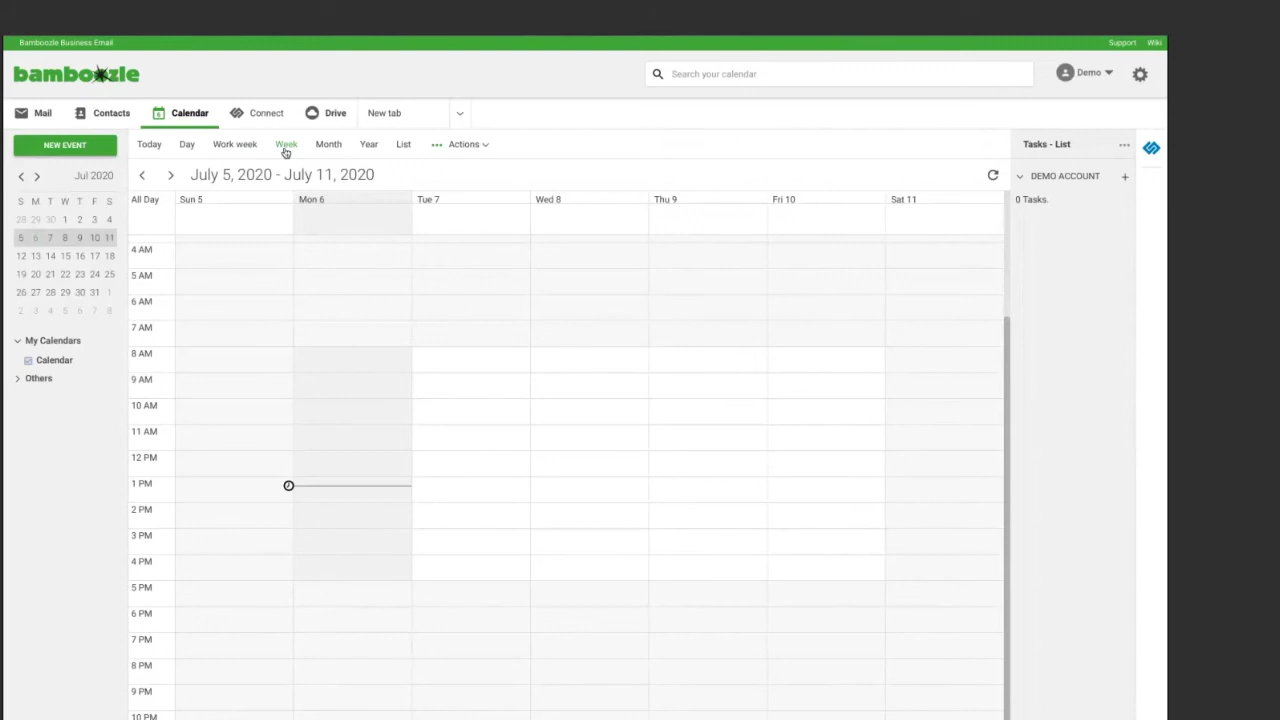 Bamboozle Business Email
Support Wiki
bamboozle
Search your calendar
Demo
Mail Contacts Calendar Connect Drive New tab
NEW EVENT
Today Day Work week Week Month Year List Actions
Tasks - List
Jul 2020
July 5, 2020 - July 11, 2020
DEMO ACCOUNT
S M T W T F S
All Day Sun 5 Mon 6 Tue 7 Wed 8 Thu 9 Fri 10 Sat 11
0 Tasks.
28 29 30 1 2 3 4
5 6 7 8 9 10 11
12 13 14 15 16 17 18
19 20 21 22 23 24 25
26 27 28 29 30 31 1
2 3 4 5 6 7 8
My Calendars
Calendar
Others
4 AM
5 AM
6 AM
7 AM
8 AM
9 AM
10 AM
11 AM
12 PM
1 PM
2 PM
3 PM
4 PM
5 PM
6 PM
7 PM
8 PM
9 PM
10 PM